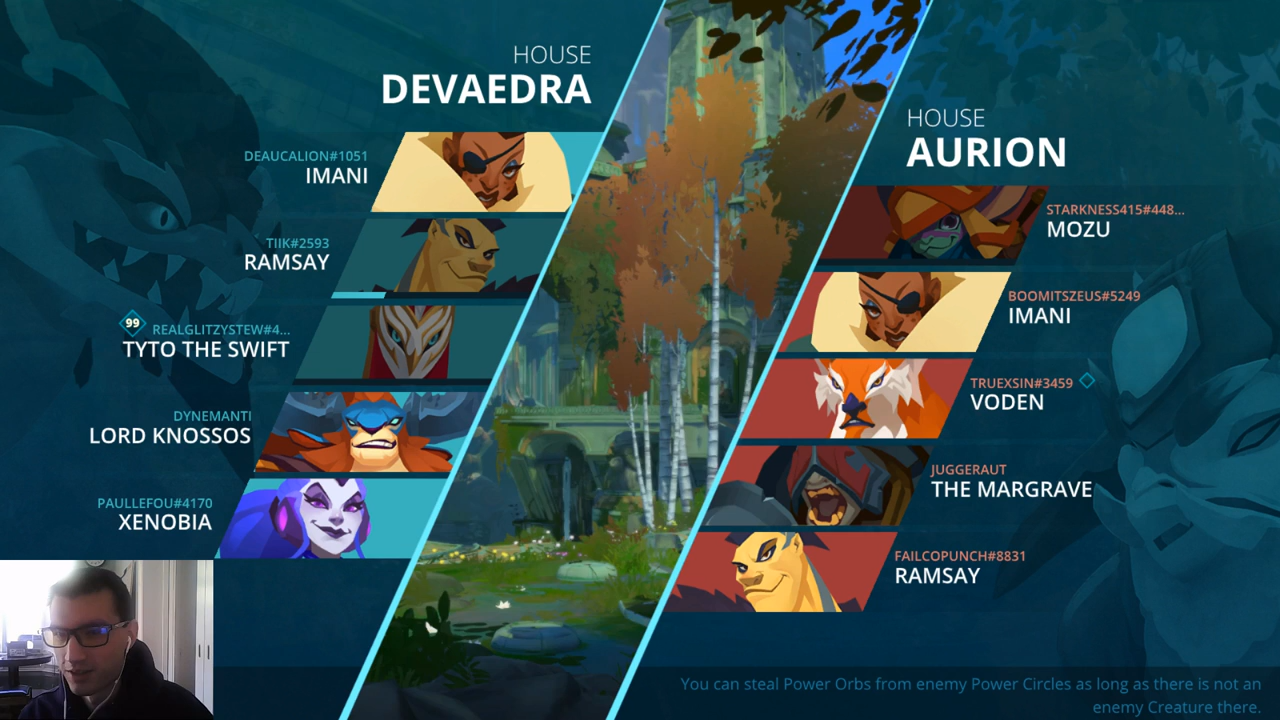 HOUSE
DEVAEDRA
DEAUCALION#1051
IMANI
TIIK#2593
RAMSAY
99
REALGLITZYSTEW#4...
TYTO THE SWIFT
DYNEMANTI
LORD KNOSSOS
PAULLEFOU#4170
XENOBIA
HOUSE
AURION
STARKNESS415#448...
MOZU
BOOMITSZEUS#5249
IMANI
TRUEXSIN#3459
VODEN
JUGGERAUT
THE MARGRAVE
FAILCOPUNCH#8831
RAMSAY
You can steal Power Orbs from enemy Power Circles as long as there is not an
enemy Creature there.